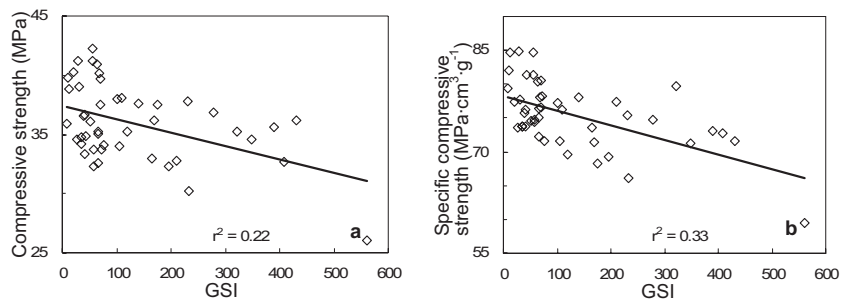 Compressive strength (MPa)
45
35
25
r² = 0.22
a
0 100 200 300 400 500 600
GSI
Specific compressive
strength (MPa·cm³·g⁻¹)
85
70
55
r² = 0.33
b
0 100 200 300 400 500 600
GSI